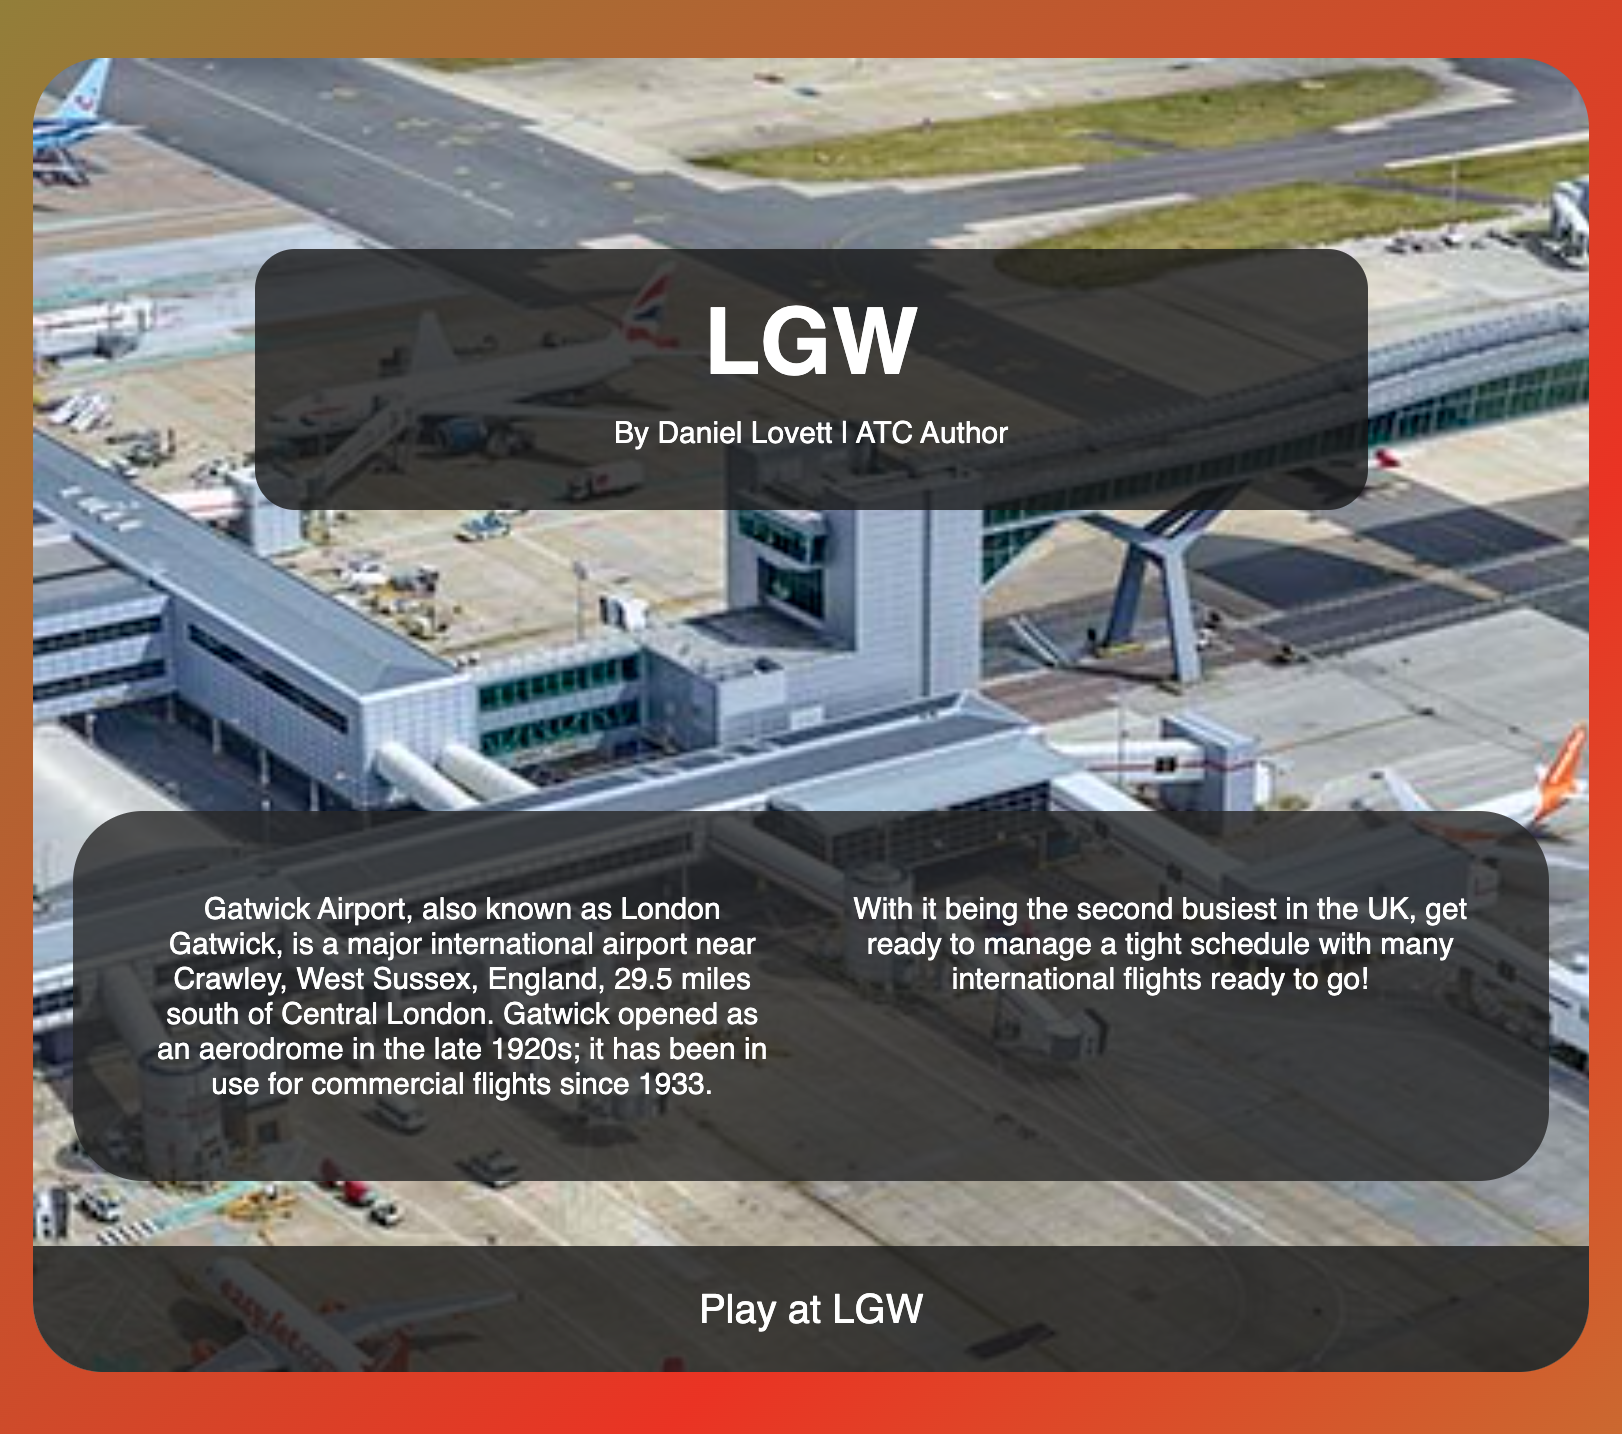 LGW
By Daniel Lovett | ATC Author
Gatwick Airport, also known as London
Gatwick, is a major international airport near
Crawley, West Sussex, England, 29.5 miles
south of Central London. Gatwick opened as
an aerodrome in the late 1920s; it has been in
use for commercial flights since 1933.
With it being the second busiest in the UK, get
ready to manage a tight schedule with many
international flights ready to go!
easyJet
Play at LGW